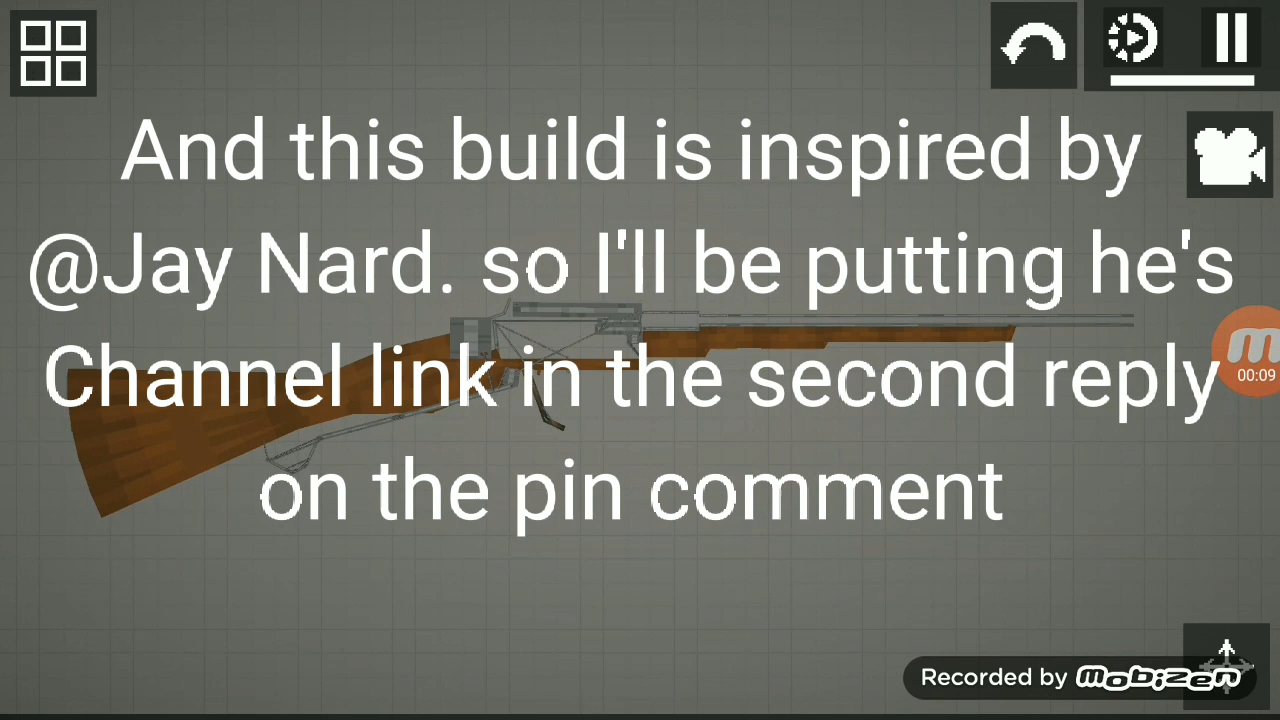 And this build is inspired by
@Jay Nard. so I'll be putting he's
Channel link in the second reply
on the pin comment
00:09
Recorded by mobizen